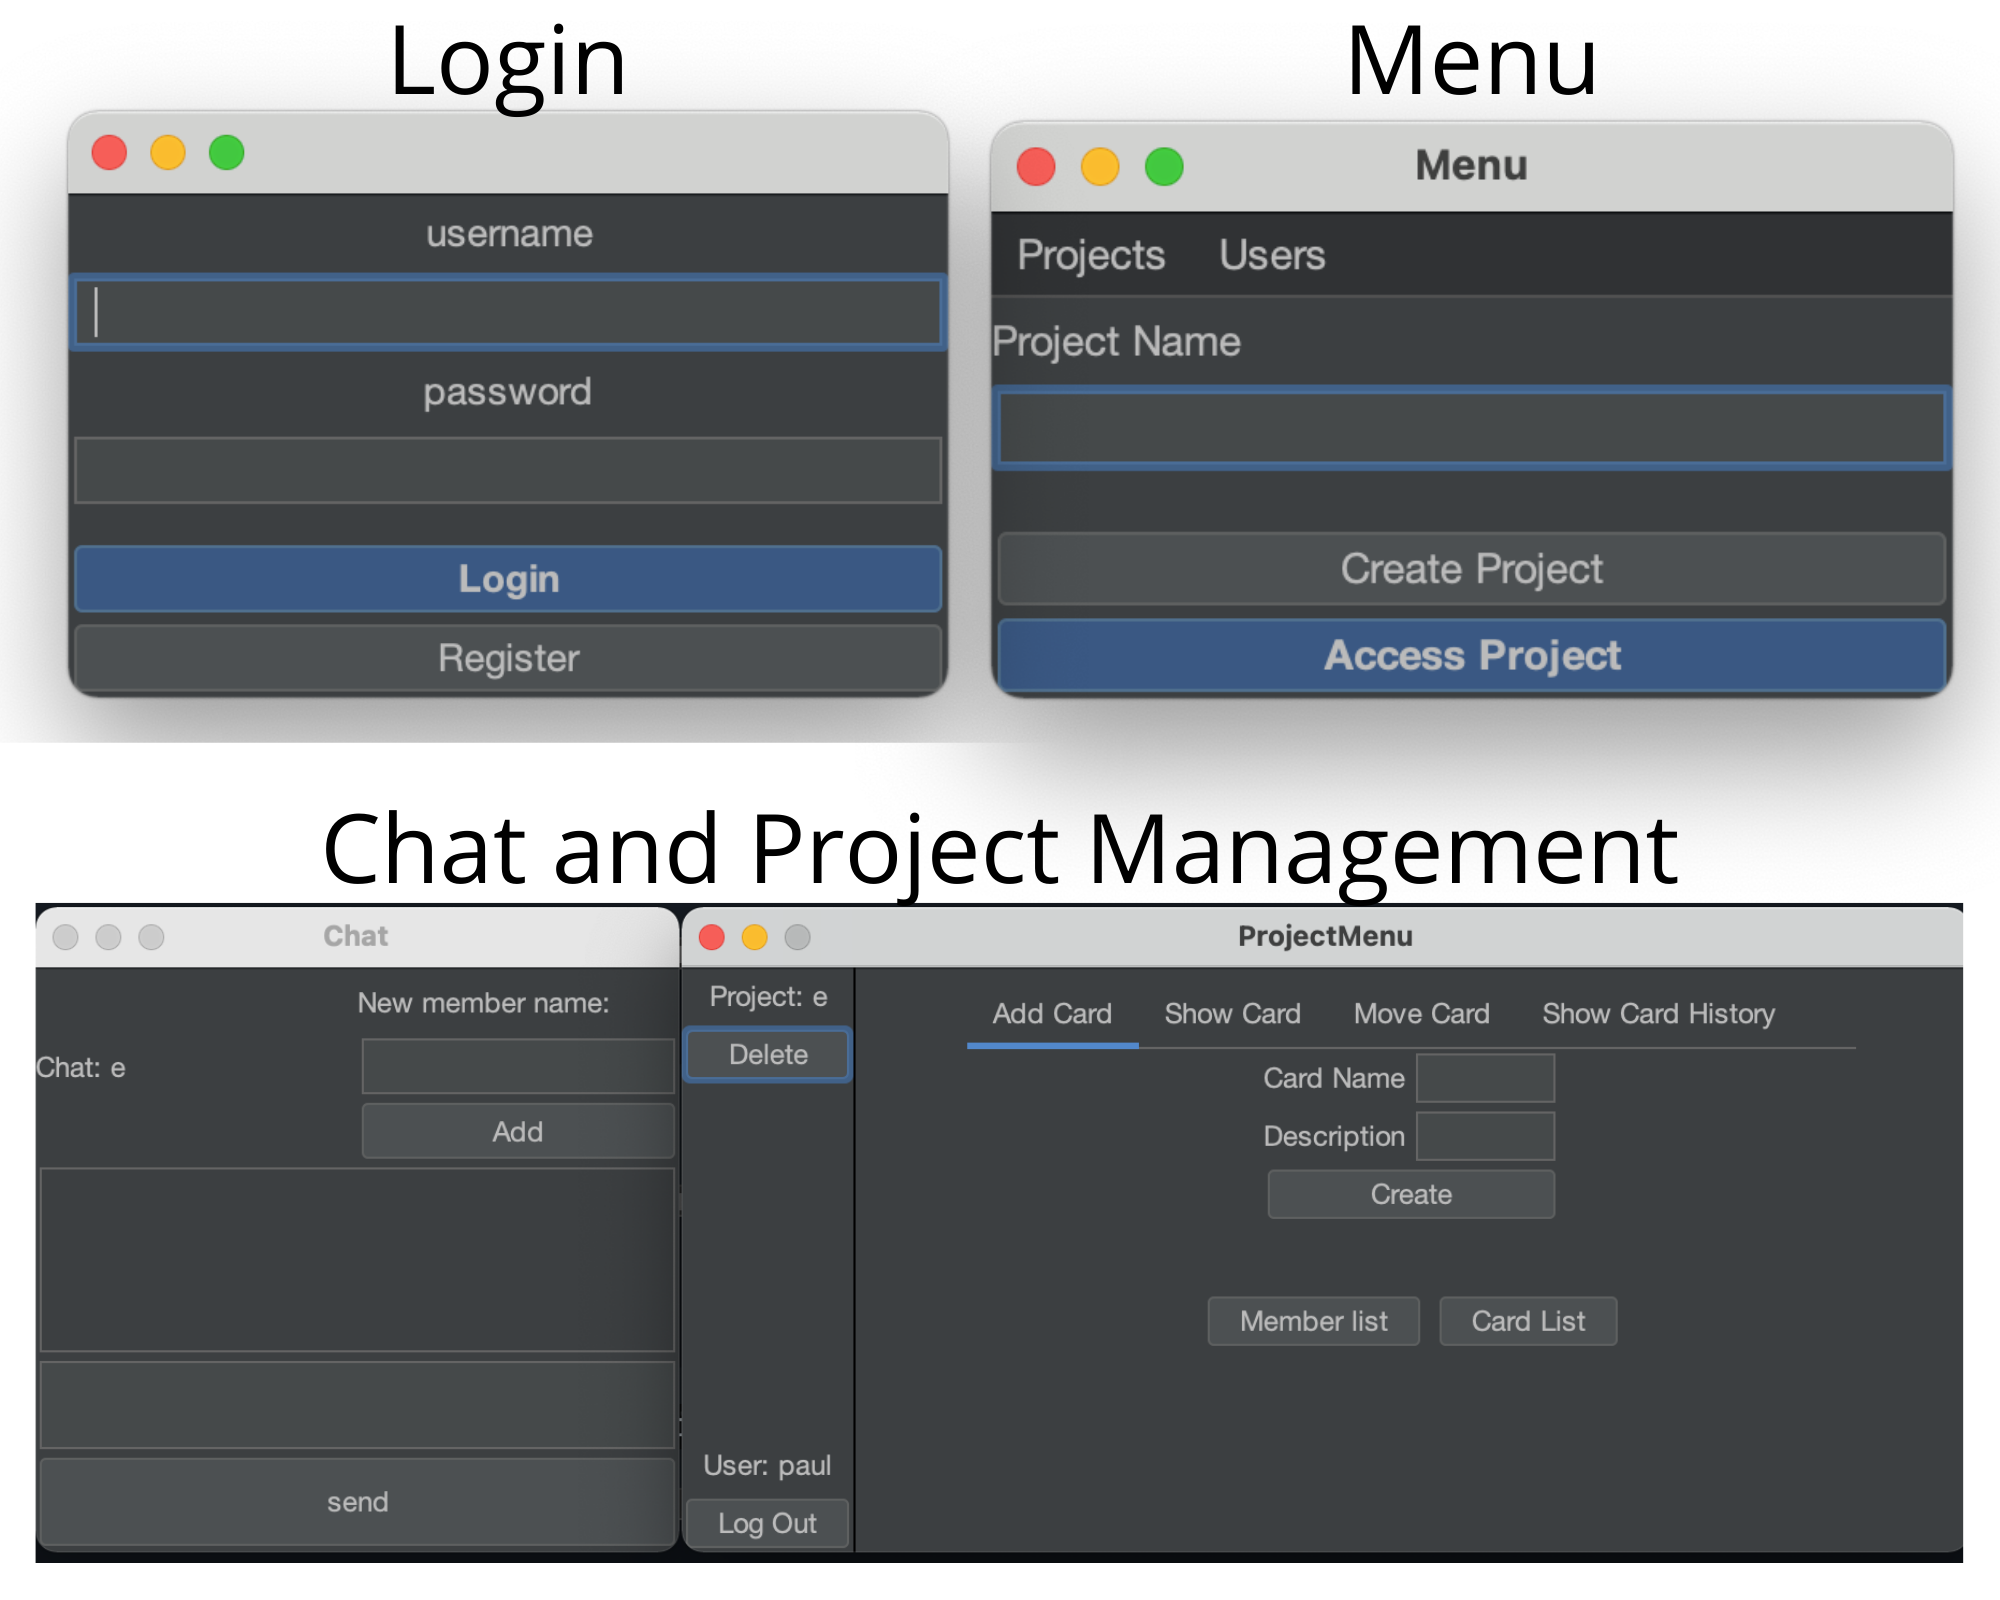 Login
username
password
Login
Register
Menu
Menu
Projects Users
Project Name
Create Project
Access Project
Chat and Project Management
Chat
New member name:
Chat: e
Add
send
ProjectMenu
Project: e
Delete
User: paul
Log Out
Add Card Show Card Move Card Show Card History
Card Name
Description
Create
Member list Card List